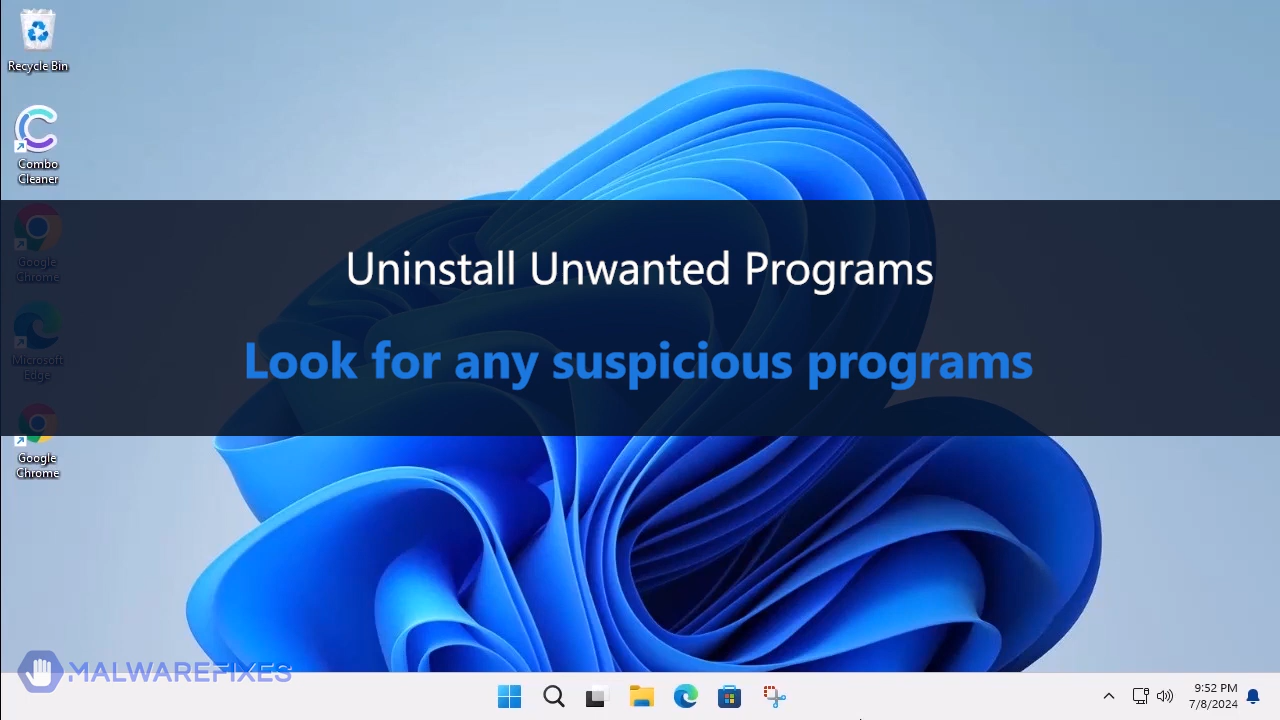 Recycle Bin
Combo
Cleaner
Google
Chrome
Microsoft
Edge
Google
Chrome
Uninstall Unwanted Programs
Look for any suspicious programs
MALWAREFIXES
9:52 PM
7/8/2024